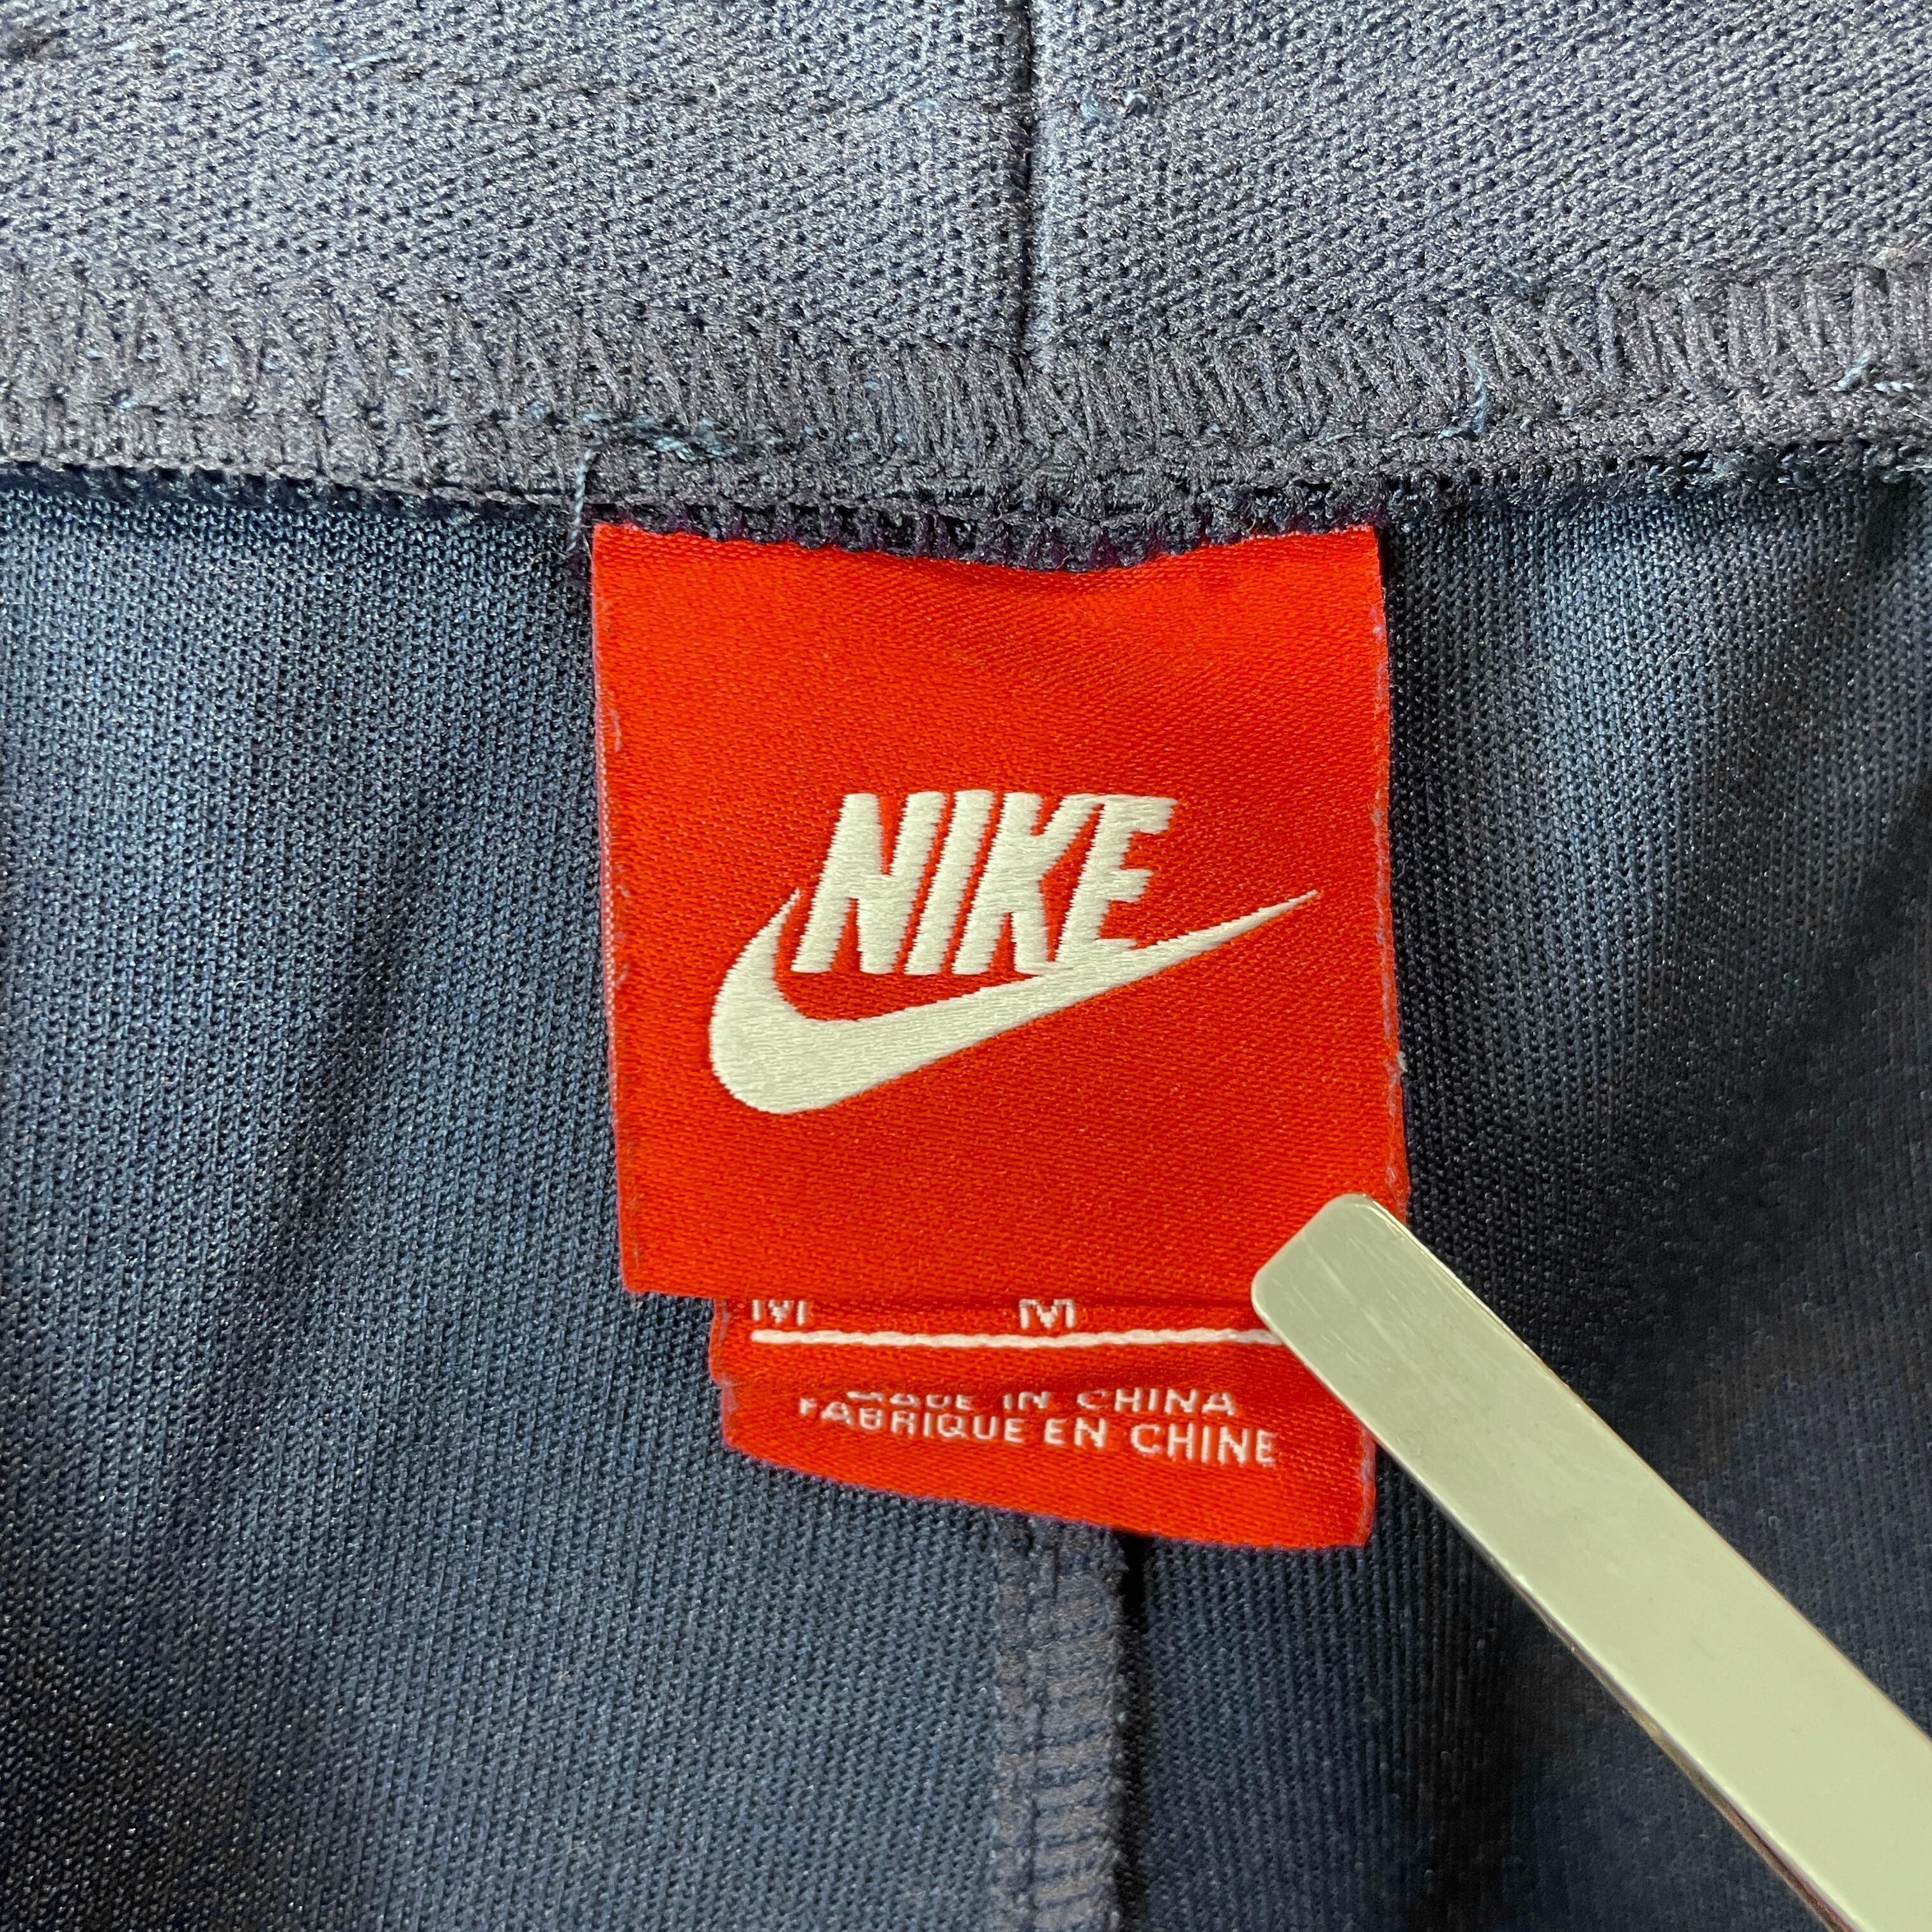 NIKE
M M
MADE IN CHINA
FABRIQUE EN CHINE